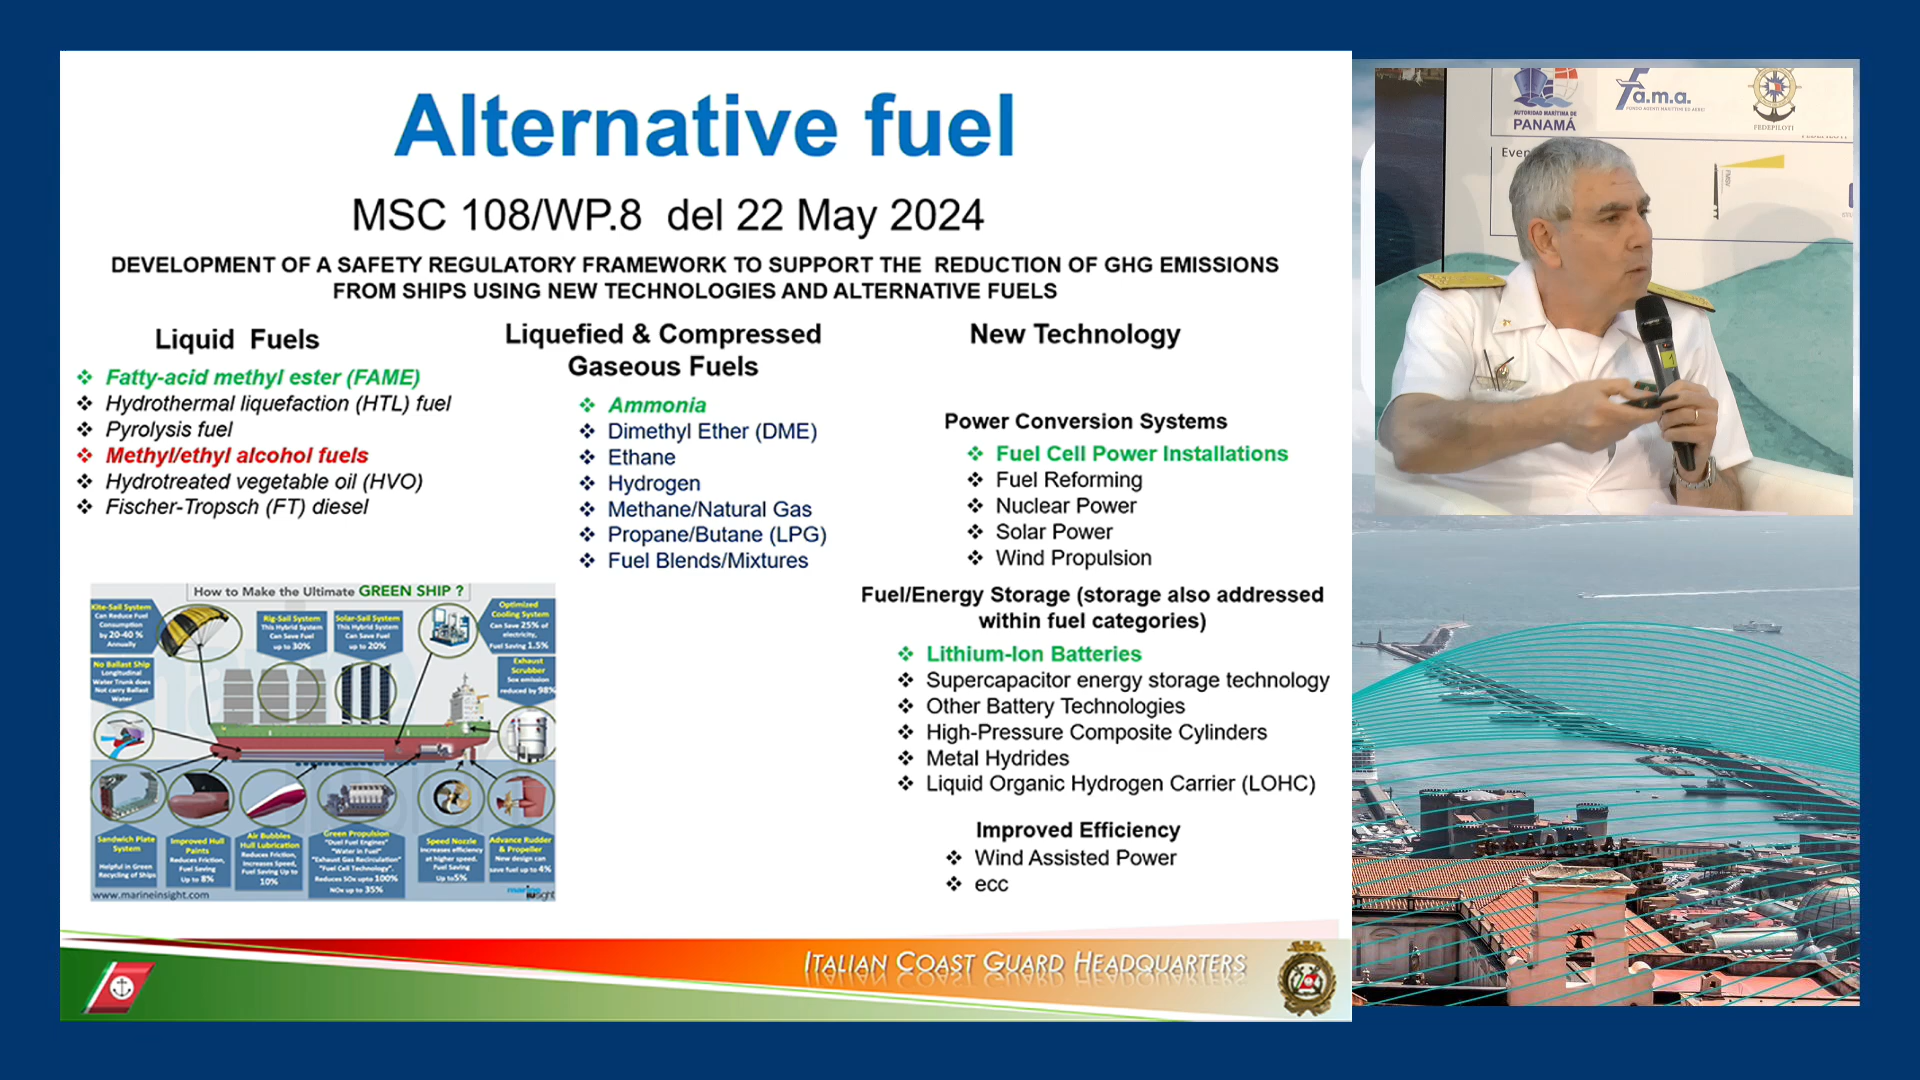 Alternative fuel
MSC 108/WP.8 del 22 May 2024
DEVELOPMENT OF A SAFETY REGULATORY FRAMEWORK TO SUPPORT THE REDUCTION OF GHG EMISSIONS
FROM SHIPS USING NEW TECHNOLOGIES AND ALTERNATIVE FUELS
Liquid Fuels
Fatty-acid methyl ester (FAME)
Hydrothermal liquefaction (HTL) fuel
Pyrolysis fuel
Methyl/ethyl alcohol fuels
Hydrotreated vegetable oil (HVO)
Fischer-Tropsch (FT) diesel
Liquefied & Compressed
Gaseous Fuels
Ammonia
Dimethyl Ether (DME)
Ethane
Hydrogen
Methane/Natural Gas
Propane/Butane (LPG)
Fuel Blends/Mixtures
New Technology
Power Conversion Systems
Fuel Cell Power Installations
Fuel Reforming
Nuclear Power
Solar Power
Wind Propulsion
Fuel/Energy Storage (storage also addressed
within fuel categories)
Lithium-Ion Batteries
Supercapacitor energy storage technology
Other Battery Technologies
High-Pressure Composite Cylinders
Metal Hydrides
Liquid Organic Hydrogen Carrier (LOHC)
Improved Efficiency
Wind Assisted Power
ecc
How to Make the Ultimate GREEN SHIP ?
Kite-Sail System
Can Reduce Fuel
Consumption
by 20-40 %
Annually
Rig-Sail System
This Hybrid System
Can Save Fuel
up to 30%
Solar-Sail System
This Hybrid System
Can Save Fuel
up to 20%
Optimized
Cooling System
Can Save 25% of
electricity,
Fuel Saving 1.5%
No Ballast Ship
Longitudinal
Water Trunk does
Not carry Ballast
Water
Exhaust
Scrubber
Sox emission
reduced by 98%
Sandwich Plate
System
Helpful in Green
Recycling of Ships
Improved Hull
Paints
Reduces Friction,
Fuel Saving
Up to 8%
Air Bubbles
Hull Lubrication
Reduces Friction,
Increases Speed,
Fuel Saving Up to
10%
Green Propulsion
"Duel Fuel Engines"
"Water in Fuel"
"Exhaust Gas Recirculation"
"Fuel Cell Technology".
Reduces SOx upto 100%
NOx up to 35%
Speed Nozzle
Increases efficiency
at higher speed.
Fuel Saving
Up to5%
Advance Rudder
& Propeller
New design can
save fuel up to 4%
www.marineinsight.com
ITALIAN COAST GUARD HEADQUARTERS
AUTORIDAD MARÍTIMA DE
PANAMÁ
Fa.m.a.
FEDEPILOTI
Even